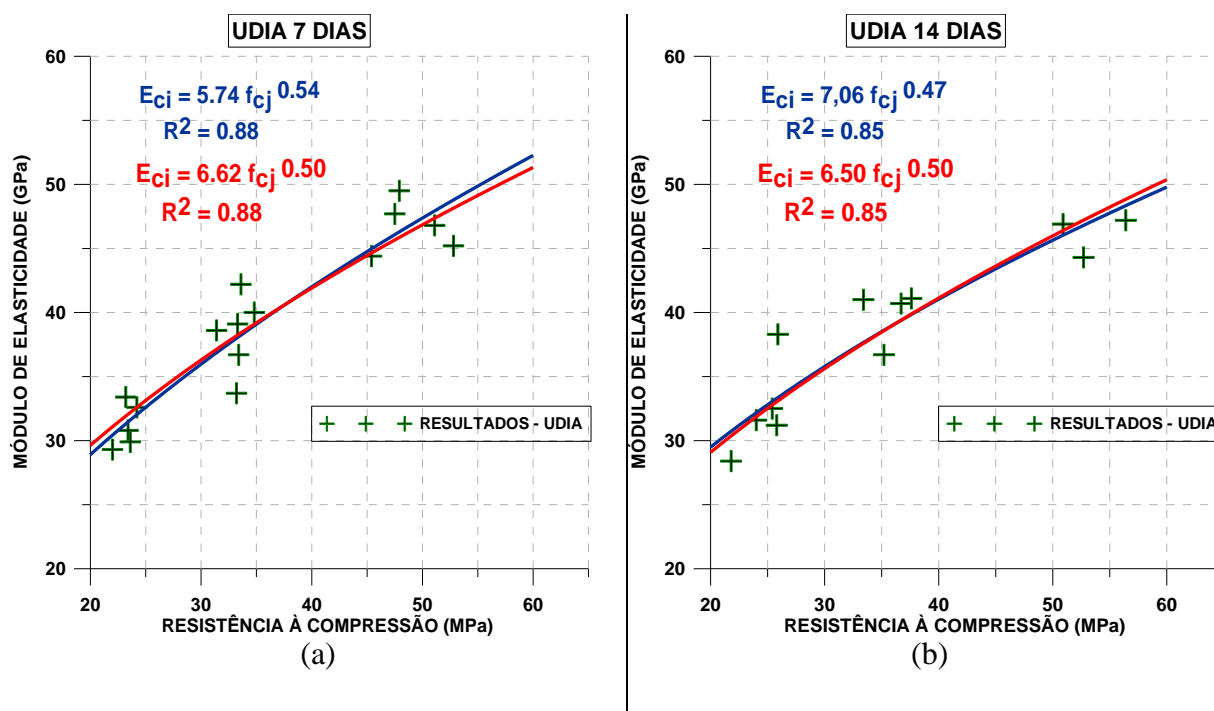 UDIA 7 DIAS
60
50
40
30
20
MÓDULO DE ELASTICIDADE (GPa)
Eci = 5.74 fcj 0.54
R2 = 0.88
Eci = 6.62 fcj 0.50
R2 = 0.88
RESULTADOS - UDIA
20 30 40 50 60
RESISTÊNCIA À COMPRESSÃO (MPa)
(a)
UDIA 14 DIAS
60
50
40
30
20
MÓDULO DE ELASTICIDADE (GPa)
Eci = 7,06 fcj 0.47
R2 = 0.85
Eci = 6.50 fcj 0.50
R2 = 0.85
RESULTADOS - UDIA
20 30 40 50 60
RESISTÊNCIA À COMPRESSÃO (MPa)
(b)